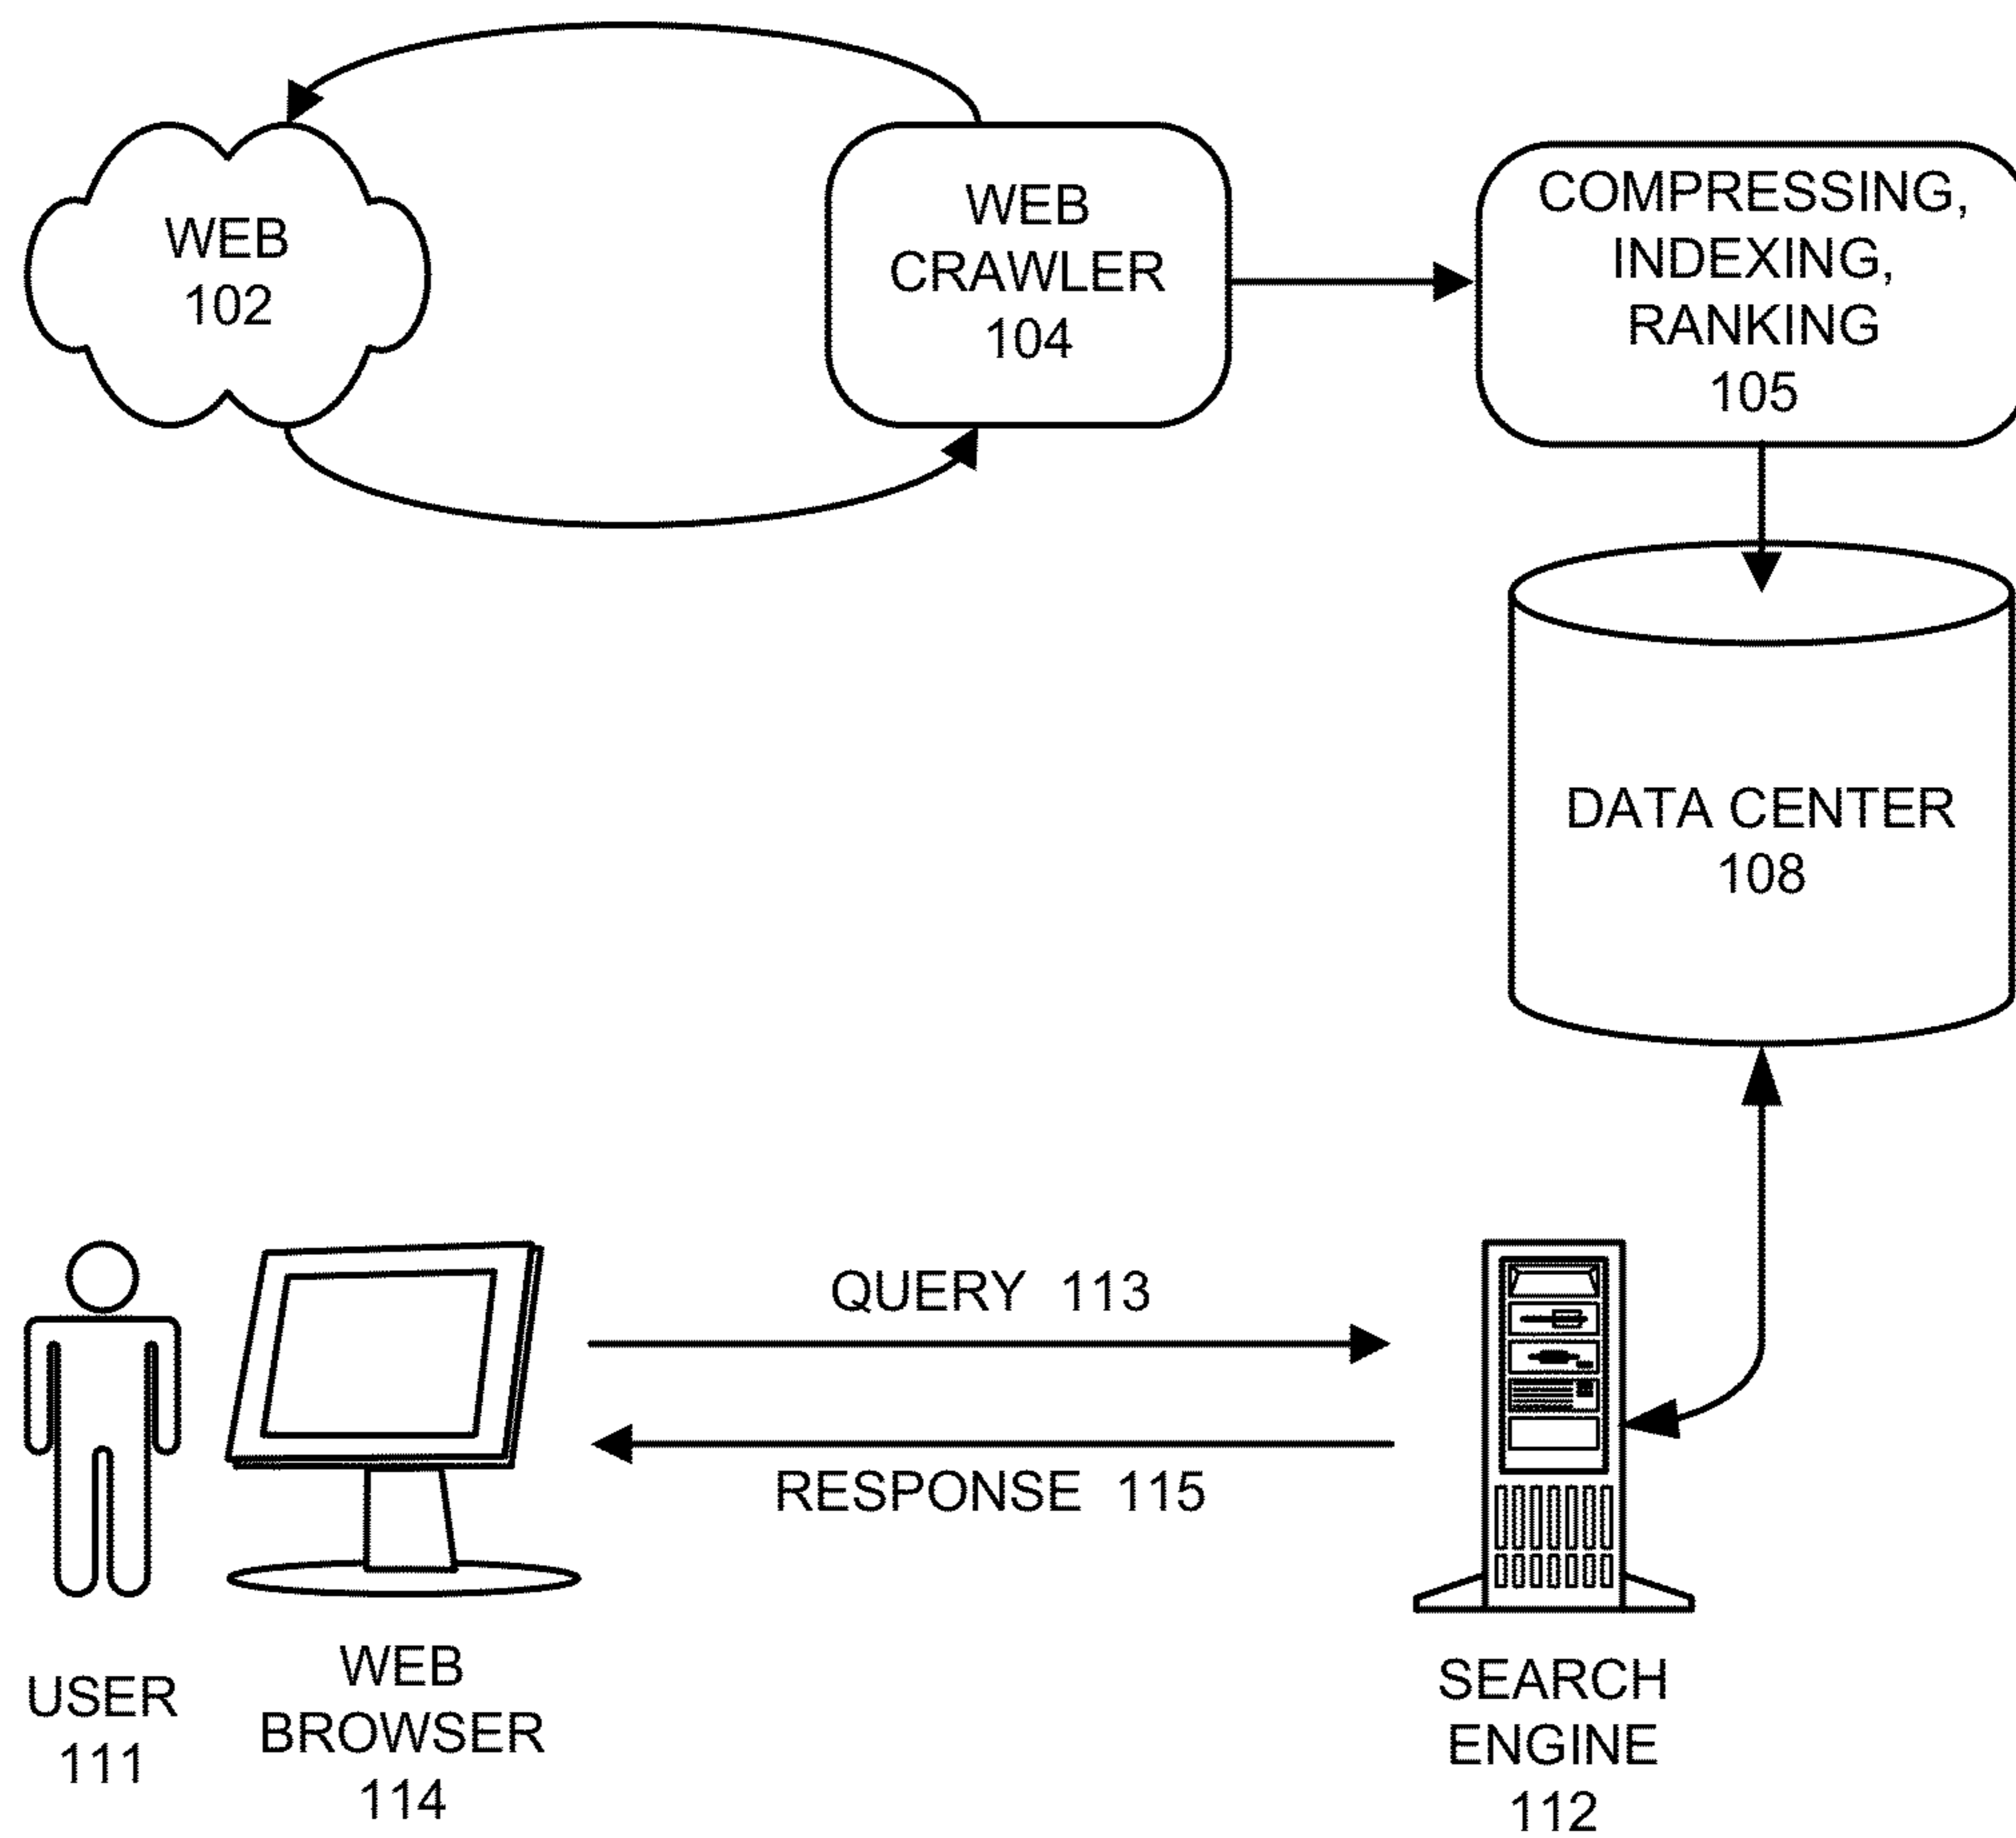 WEB
102
WEB
CRAWLER
104
COMPRESSING,
INDEXING,
RANKING
105
DATA CENTER
108
QUERY 113
RESPONSE 115
USER
111
WEB
BROWSER
114
SEARCH
ENGINE
112